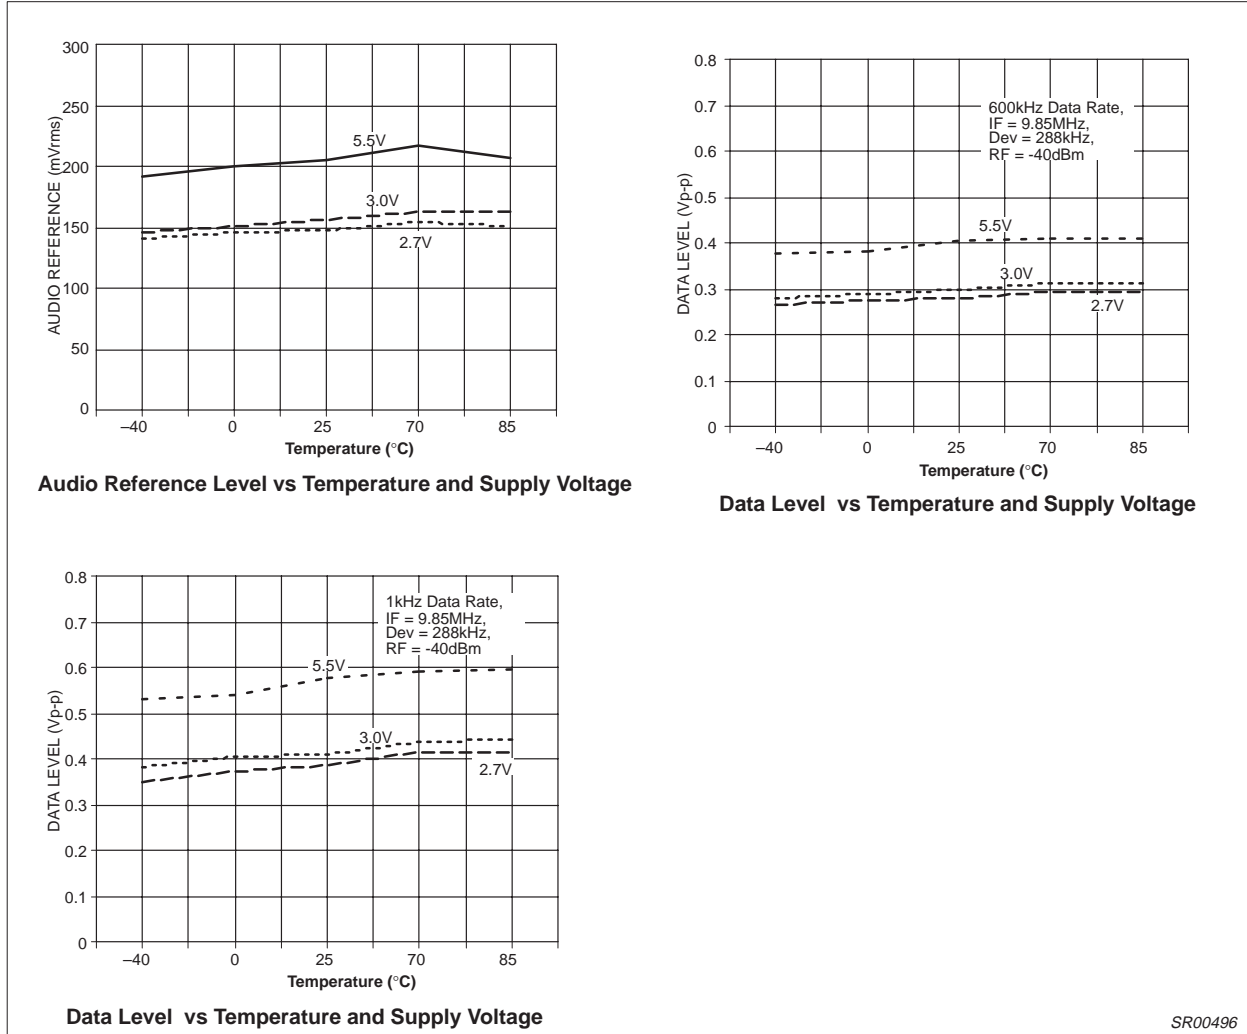 300
250
200
150
100
50
0
AUDIO REFERENCE (mVrms)
5.5V
3.0V
2.7V
–40 0 25 70 85
Temperature (°C)
Audio Reference Level vs Temperature and Supply Voltage
0.8
0.7
0.6
0.5
0.4
0.3
0.2
0.1
0
DATA LEVEL (Vp-p)
600kHz Data Rate,
IF = 9.85MHz,
Dev = 288kHz,
RF = -40dBm
5.5V
3.0V
2.7V
–40 0 25 70 85
Temperature (°C)
Data Level vs Temperature and Supply Voltage
0.8
0.7
0.6
0.5
0.4
0.3
0.2
0.1
0
DATA LEVEL (Vp-p)
1kHz Data Rate,
IF = 9.85MHz,
Dev = 288kHz,
RF = -40dBm
5.5V
3.0V
2.7V
–40 0 25 70 85
Temperature (°C)
Data Level vs Temperature and Supply Voltage
SR00496